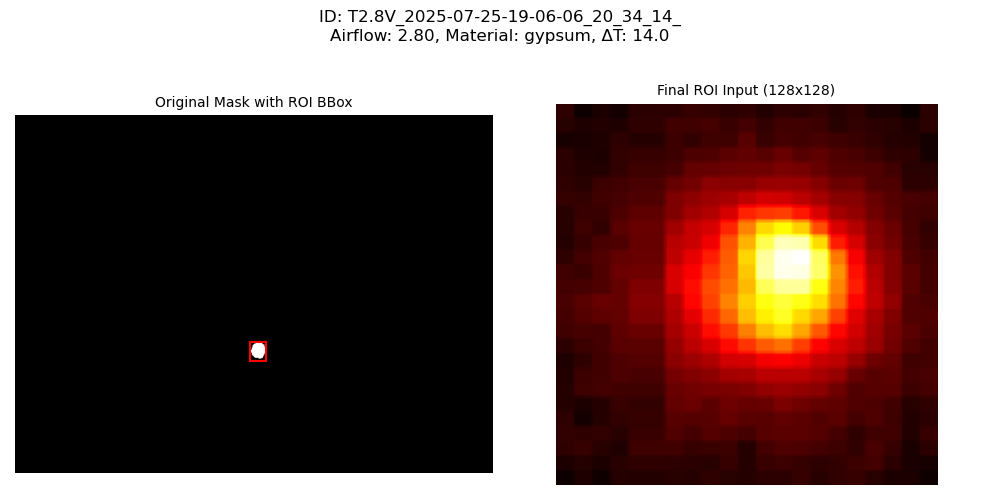 ID: T2.8V_2025-07-25-19-06-06_20_34_14_
Airflow: 2.80, Material: gypsum, ΔT: 14.0
Original Mask with ROI BBox
Final ROI Input (128x128)